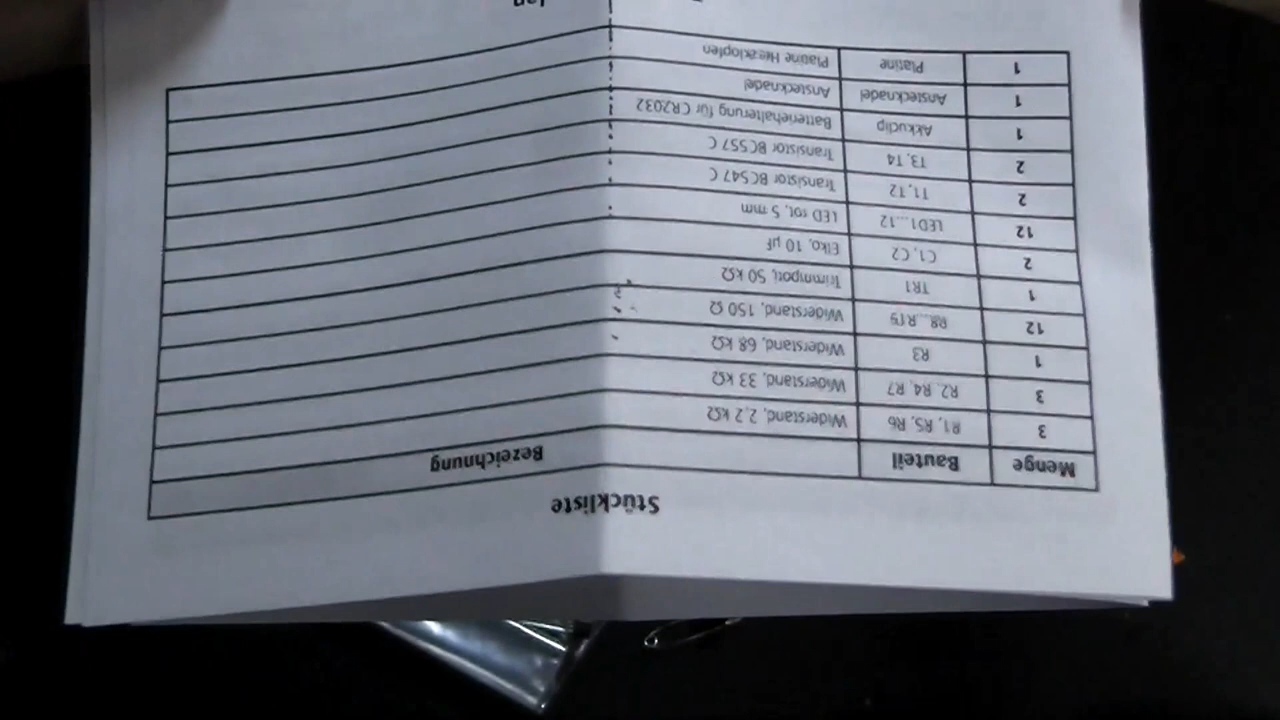 Stückliste
Menge Bauteil Bezeichnung
3 R1, R5, R6 Widerstand, 2,2 kΩ
3 R2, R4, R7 Widerstand, 33 kΩ
1 R3 Widerstand, 68 kΩ
12 R8...R19 Widerstand, 150 Ω
1 TR1 Trimmpoti, 50 kΩ
2 C1, C2 Elko, 10 µF
12 LED1...12 LED rot, 5 mm
2 T1, T2 Transistor BC547 C
2 T3, T4 Transistor BC557 C
1 Akkuclip Batteriehalterung für CR2032
1 Anstecknadel Anstecknadel
1 Platine Platine Herzklopfen